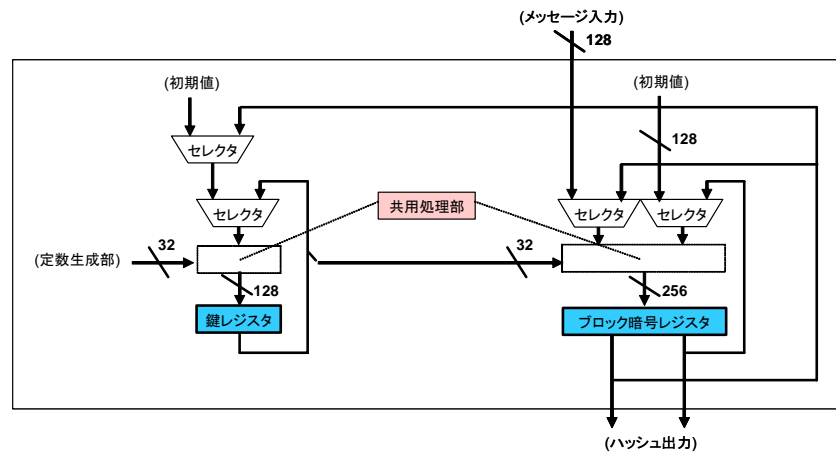 (メッセージ入力)
128
(初期値)
(初期値)
128
セレクタ
セレクタ
共用処理部
セレクタ
セレクタ
(定数生成部)
32
32
128
256
鍵レジスタ
ブロック暗号レジスタ
(ハッシュ出力)